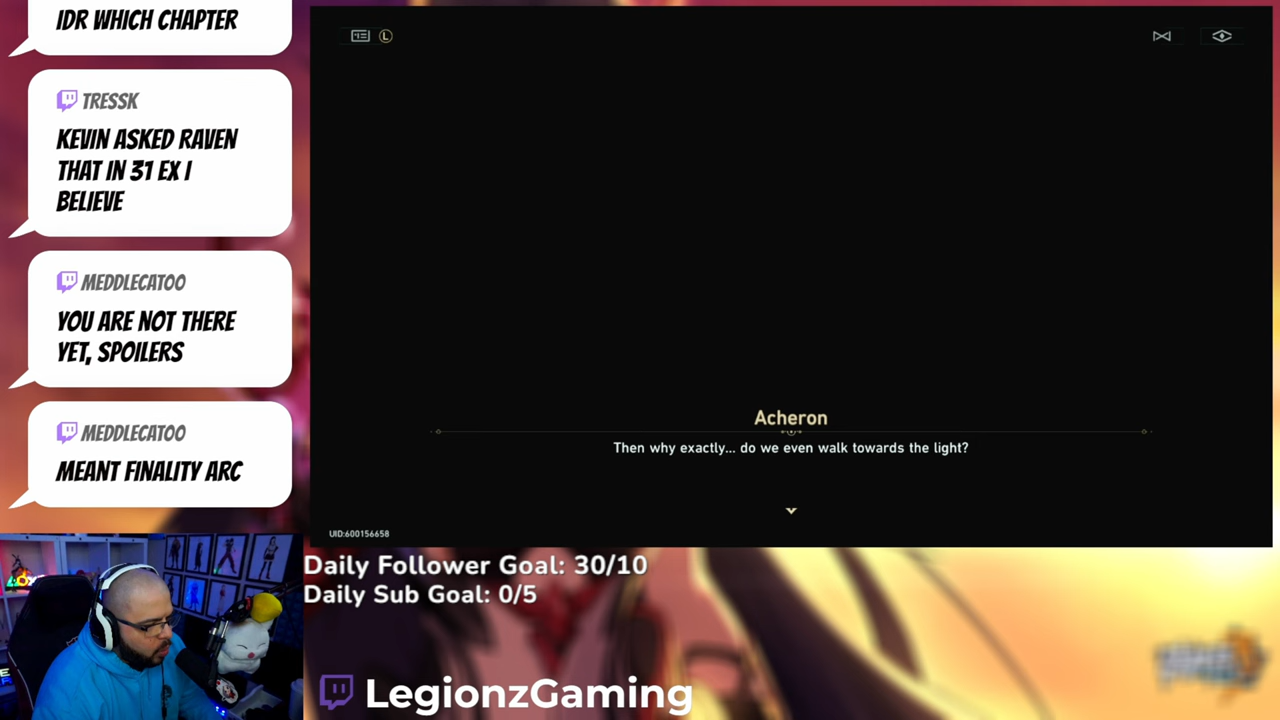 IDR WHICH CHAPTER
TRESSK
KEVIN ASKED RAVEN
THAT IN 31 EX I
BELIEVE
MEDDLECATOO
YOU ARE NOT THERE
YET, SPOILERS
MEDDLECATOO
MEANT FINALITY ARC
L
Acheron
Then why exactly... do we even walk towards the light?
UID:600156658
Daily Follower Goal: 30/10
Daily Sub Goal: 0/5
LegionzGaming